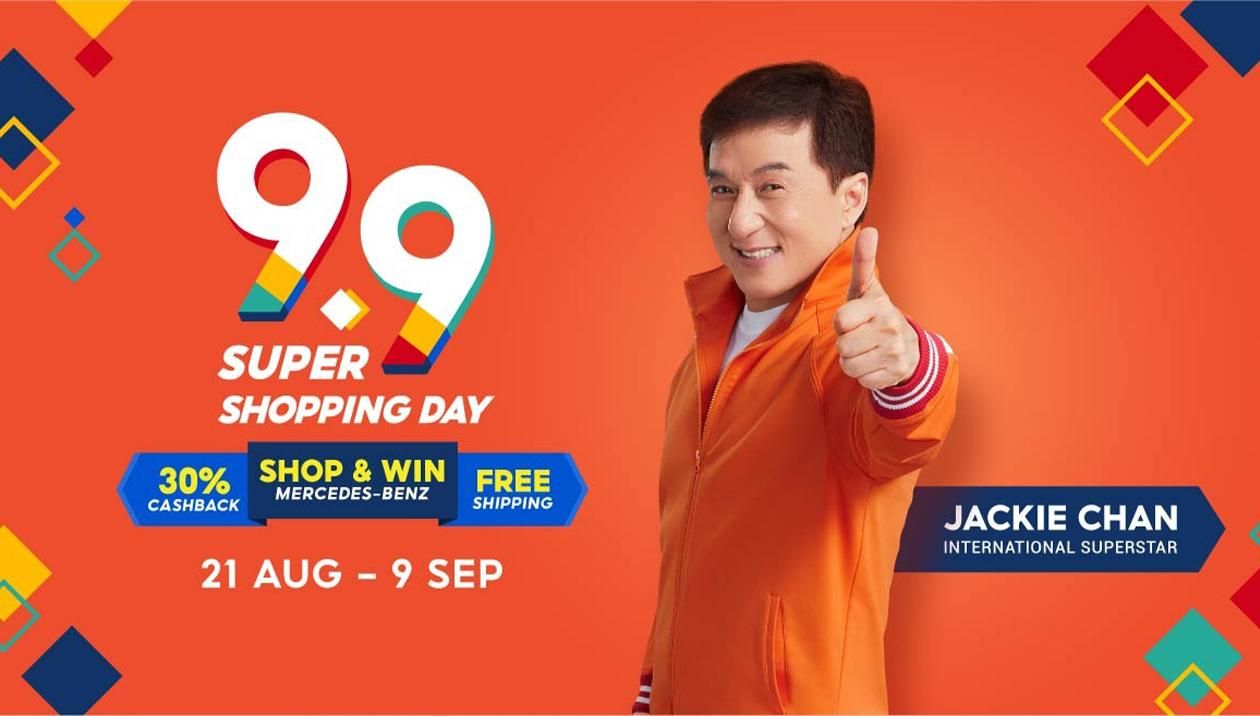 9.9
SUPER
SHOPPING DAY
30%
CASHBACK
SHOP & WIN
MERCEDES-BENZ
FREE
SHIPPING
21 AUG – 9 SEP
JACKIE CHAN
INTERNATIONAL SUPERSTAR